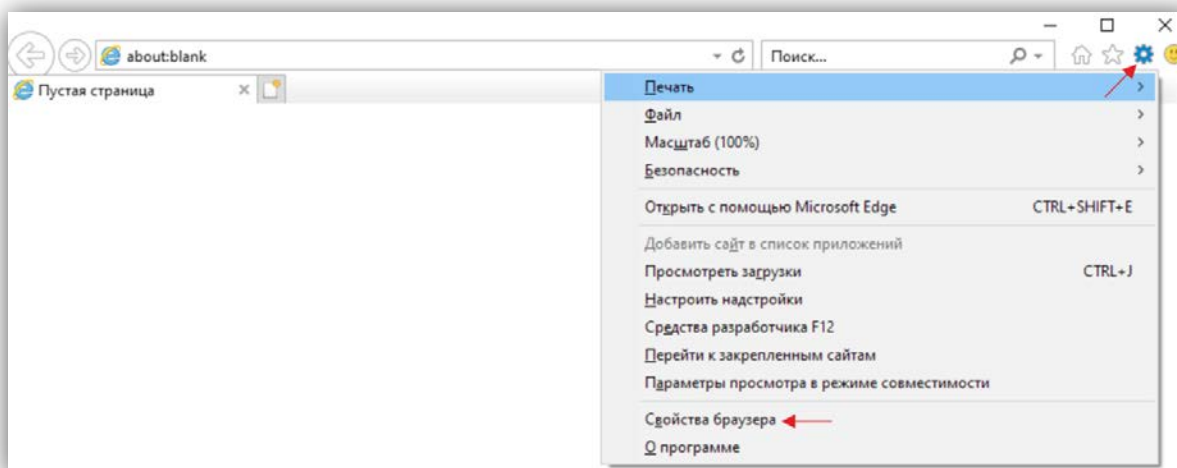 about:blank
Поиск...
Пустая страница
Печать
Файл
Масштаб (100%)
Безопасность
Открыть с помощью Microsoft Edge CTRL+SHIFT+E
Добавить сайт в список приложений
Просмотреть загрузки CTRL+J
Настроить надстройки
Средства разработчика F12
Перейти к закрепленным сайтам
Параметры просмотра в режиме совместимости
Свойства браузера
О программе